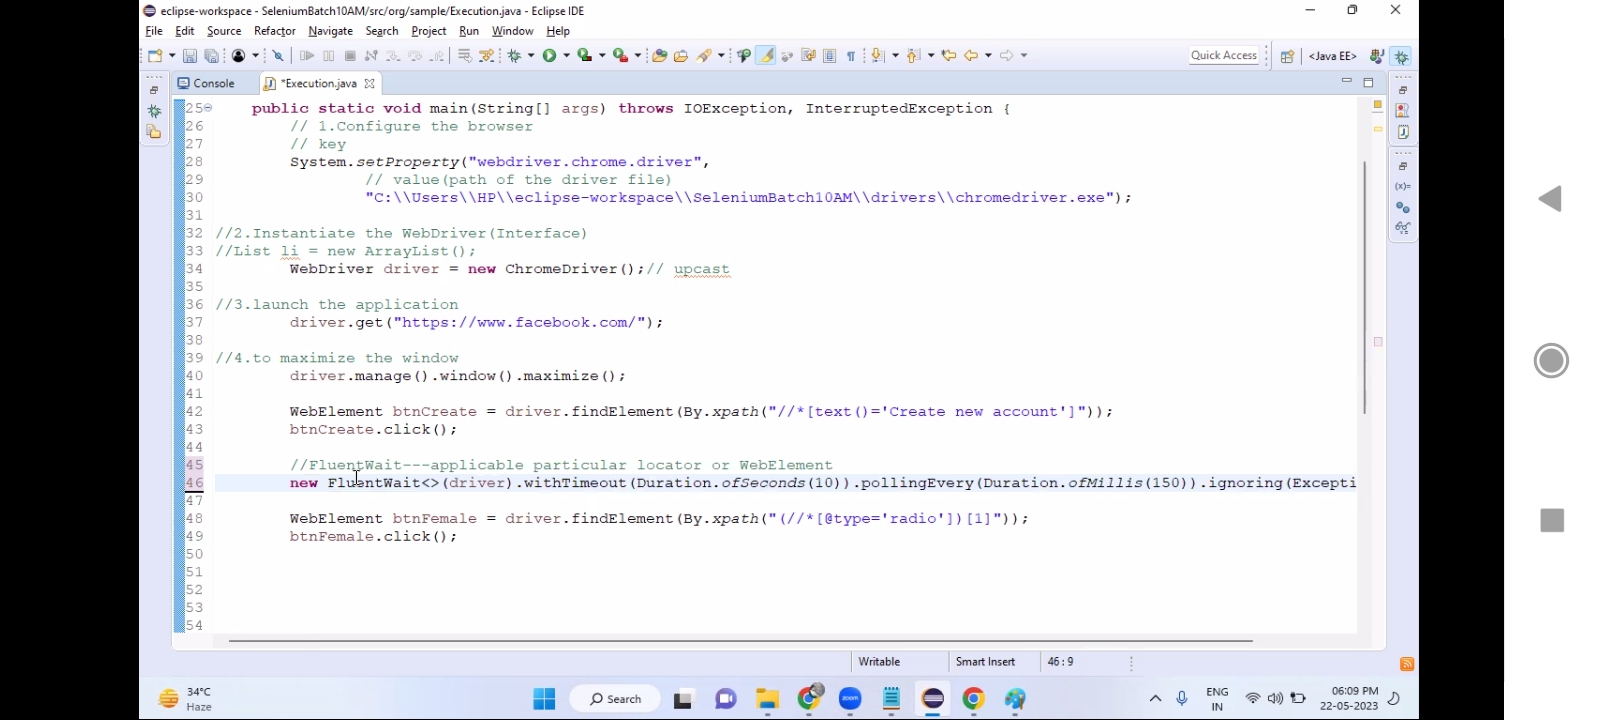 eclipse-workspace - SeleniumBatch10AM/src/org/sample/Execution.java - Eclipse IDE
File Edit Source Refactor Navigate Search Project Run Window Help
Quick Access <Java EE>
Console *Execution.java
25 public static void main(String[] args) throws IOException, InterruptedException {
26 // 1.Configure the browser
27 // key
28 System.setProperty("webdriver.chrome.driver",
29 // value(path of the driver file)
30 "C:\\Users\\HP\\eclipse-workspace\\SeleniumBatch10AM\\drivers\\chromedriver.exe");
31
32 //2.Instantiate the WebDriver(Interface)
33 //List li = new ArrayList();
34 WebDriver driver = new ChromeDriver();// upcast
35
36 //3.launch the application
37 driver.get("https://www.facebook.com/");
38
39 //4.to maximize the window
40 driver.manage().window().maximize();
41
42 WebElement btnCreate = driver.findElement(By.xpath("//*[text()='Create new account']"));
43 btnCreate.click();
44
45 //FluentWait---applicable particular locator or WebElement
46 new FluentWait<>(driver).withTimeout(Duration.ofSeconds(10)).pollingEvery(Duration.ofMillis(150)).ignoring(Excepti
47
48 WebElement btnFemale = driver.findElement(By.xpath("(//*[@type='radio'])[1]"));
49 btnFemale.click();
50
51
52
53
54
Writable Smart Insert 46:9
34°C
Haze
Search
zoom
ENG
IN
06:09 PM
22-05-2023